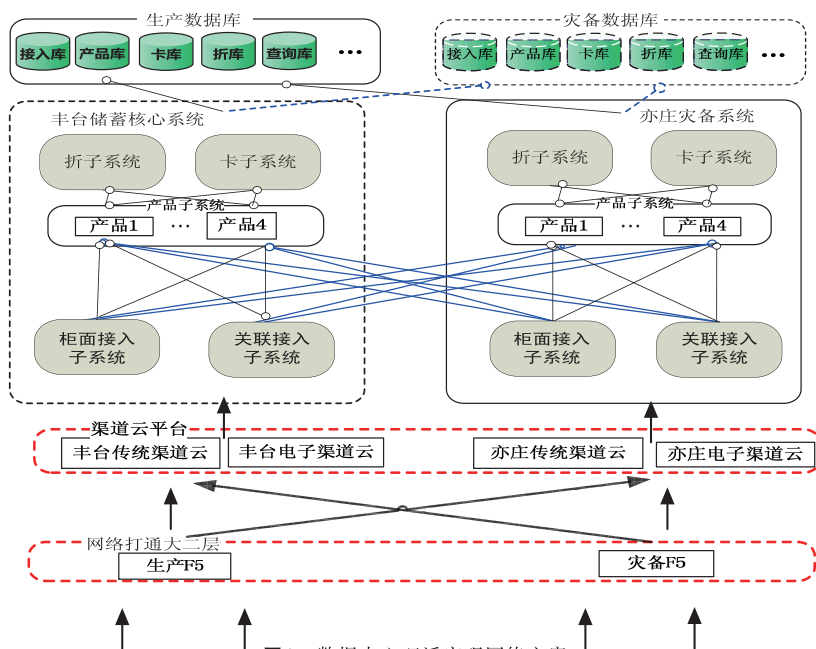 生产数据库
灾备数据库
接入库 产品库 卡库 折库 查询库 ...
接入库 产品库 卡库 折库 查询库 ...
丰台储蓄核心系统
亦庄灾备系统
折子系统 卡子系统
折子系统 卡子系统
产品子系统
产品1 ... 产品4
产品子系统
产品1 ... 产品4
柜面接入
子系统
关联接入
子系统
柜面接入
子系统
关联接入
子系统
渠道云平台
丰台传统渠道云 丰台电子渠道云 亦庄传统渠道云 亦庄电子渠道云
网络打通大二层
生产F5 灾备F5